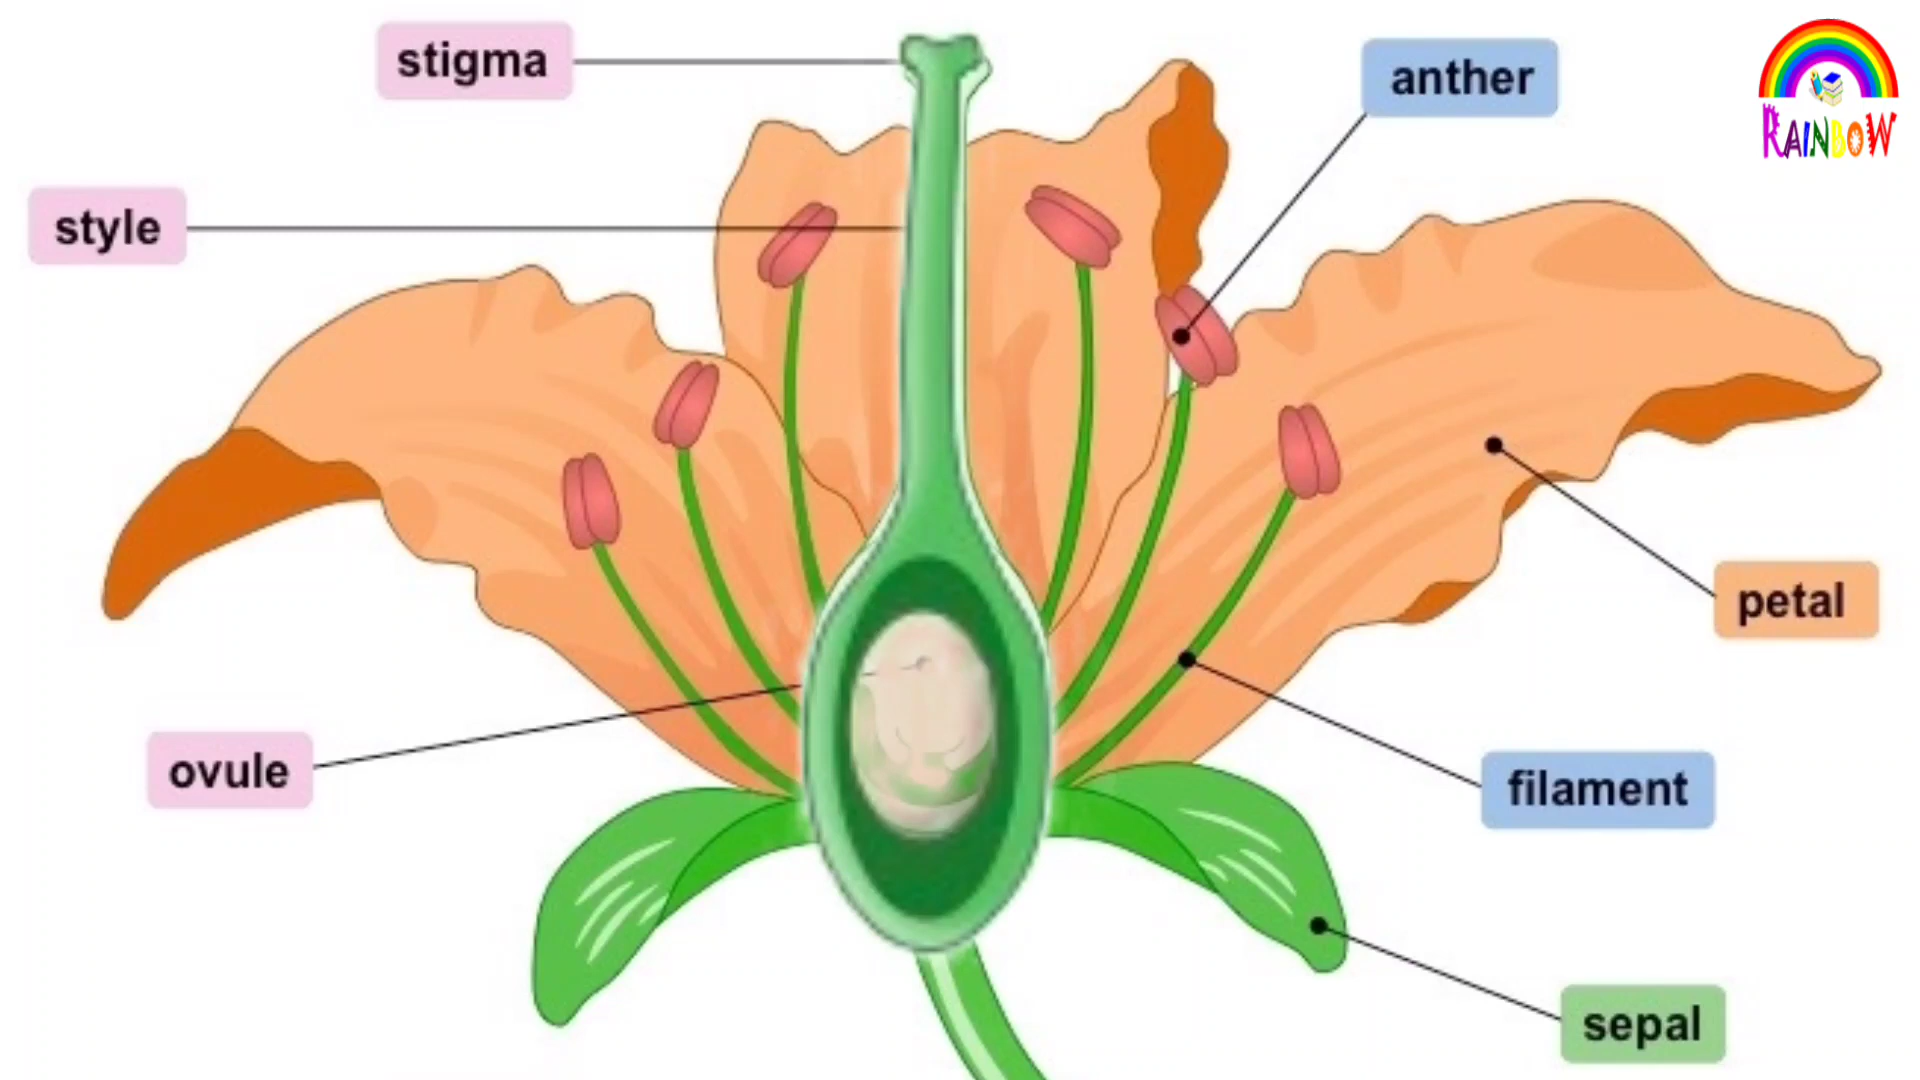 stigma
anther
RAINBOW
style
petal
ovule
filament
sepal